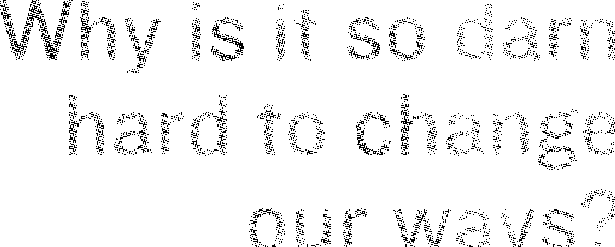 Why is it so darn
hard to change
our ways?